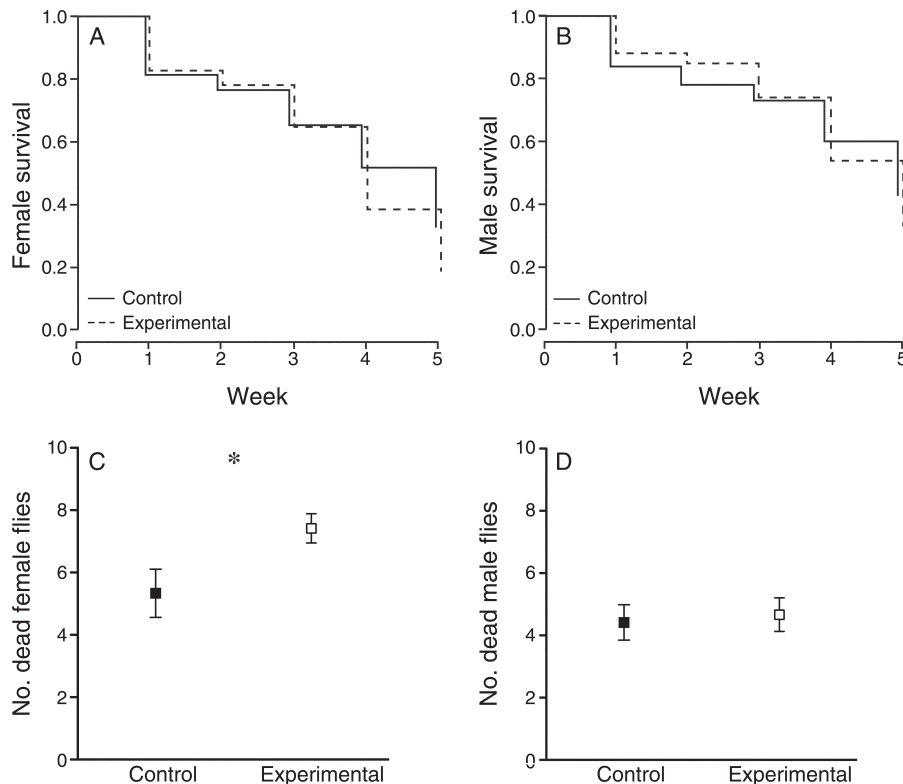 A
Female survival
1.0
0.8
0.6
0.4
0.2
0.0
Control
Experimental
0 1 2 3 4 5
Week
B
Male survival
1.0
0.8
0.6
0.4
0.2
0.0
Control
Experimental
0 1 2 3 4 5
Week
C
*
No. dead female flies
10
8
6
4
2
0
Control Experimental
D
No. dead male flies
10
8
6
4
2
0
Control Experimental